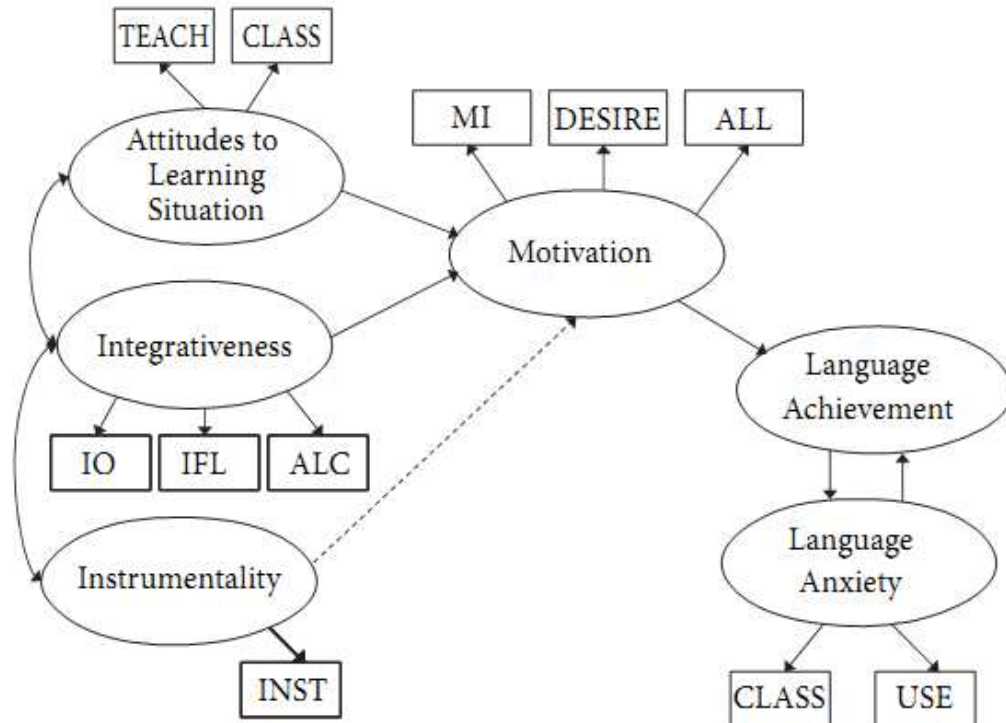 TEACH
CLASS
Attitudes to
Learning
Situation
MI
DESIRE
ALL
Motivation
Integrativeness
IO
IFL
ALC
Language
Achievement
Instrumentality
INST
Language
Anxiety
CLASS
USE